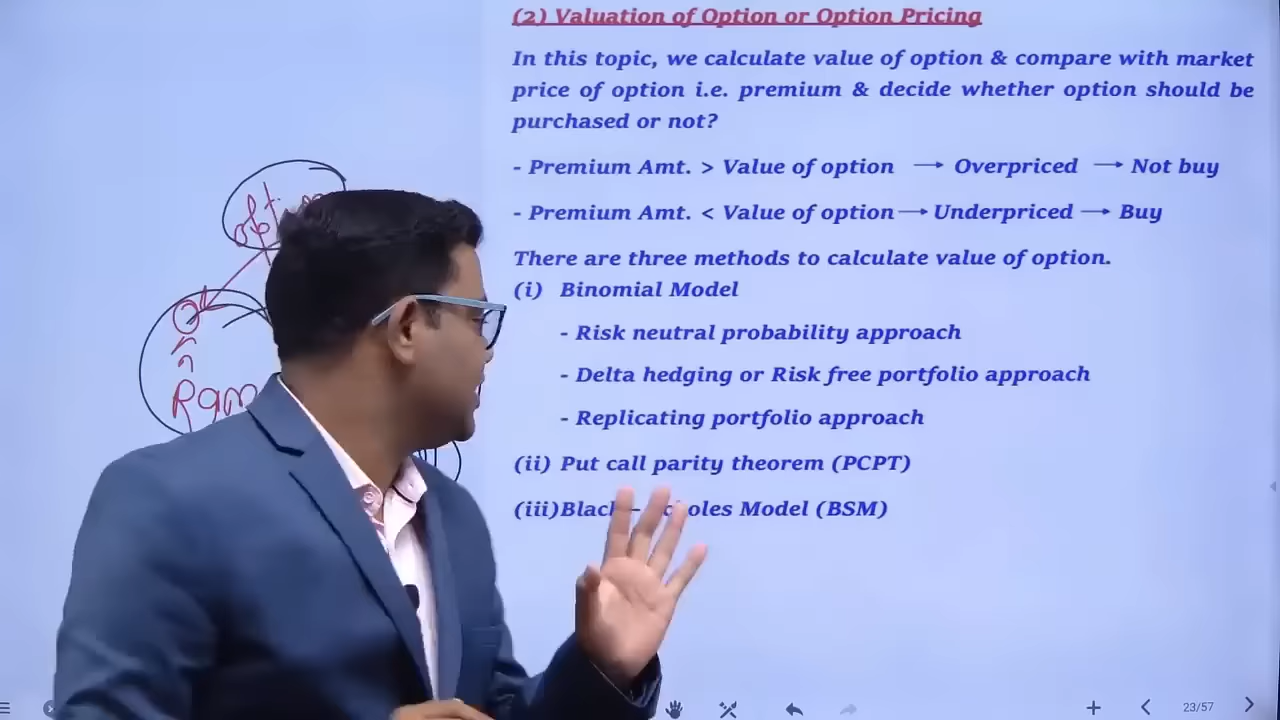 (2) Valuation of Option or Option Pricing
In this topic, we calculate value of option & compare with market
price of option i.e. premium & decide whether option should be
purchased or not?
- Premium Amt. > Value of option → Overpriced → Not buy
- Premium Amt. < Value of option → Underpriced → Buy
There are three methods to calculate value of option.
(i) Binomial Model
- Risk neutral probability approach
- Delta hedging or Risk free portfolio approach
- Replicating portfolio approach
(ii) Put call parity theorem (PCPT)
(iii) Model (BSM)
Ram
23/57